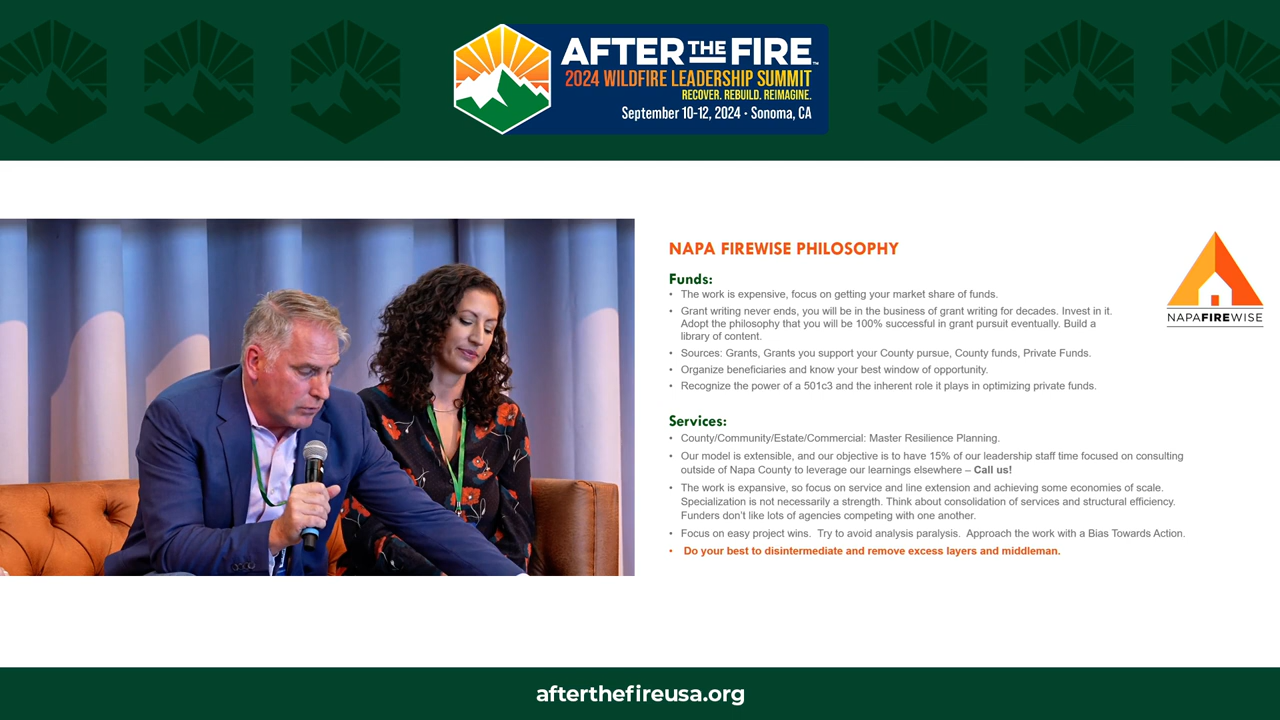 AFTER THE FIRE™
2024 WILDFIRE LEADERSHIP SUMMIT
RECOVER. REBUILD. REIMAGINE.
September 10-12, 2024 · Sonoma, CA
NAPA FIREWISE PHILOSOPHY
NAPAFIREWISE
Funds:
• The work is expensive, focus on getting your market share of funds.
• Grant writing never ends, you will be in the business of grant writing for decades. Invest in it.
Adopt the philosophy that you will be 100% successful in grant pursuit eventually. Build a
library of content.
• Sources: Grants, Grants you support your County pursue, County funds, Private Funds.
• Organize beneficiaries and know your best window of opportunity.
• Recognize the power of a 501c3 and the inherent role it plays in optimizing private funds.
Services:
• County/Community/Estate/Commercial: Master Resilience Planning.
• Our model is extensible, and our objective is to have 15% of our leadership staff time focused on consulting
outside of Napa County to leverage our learnings elsewhere – Call us!
• The work is expansive, so focus on service and line extension and achieving some economies of scale.
Specialization is not necessarily a strength. Think about consolidation of services and structural efficiency.
Funders don't like lots of agencies competing with one another.
• Focus on easy project wins. Try to avoid analysis paralysis. Approach the work with a Bias Towards Action.
• Do your best to disintermediate and remove excess layers and middleman.
afterthefireusa.org